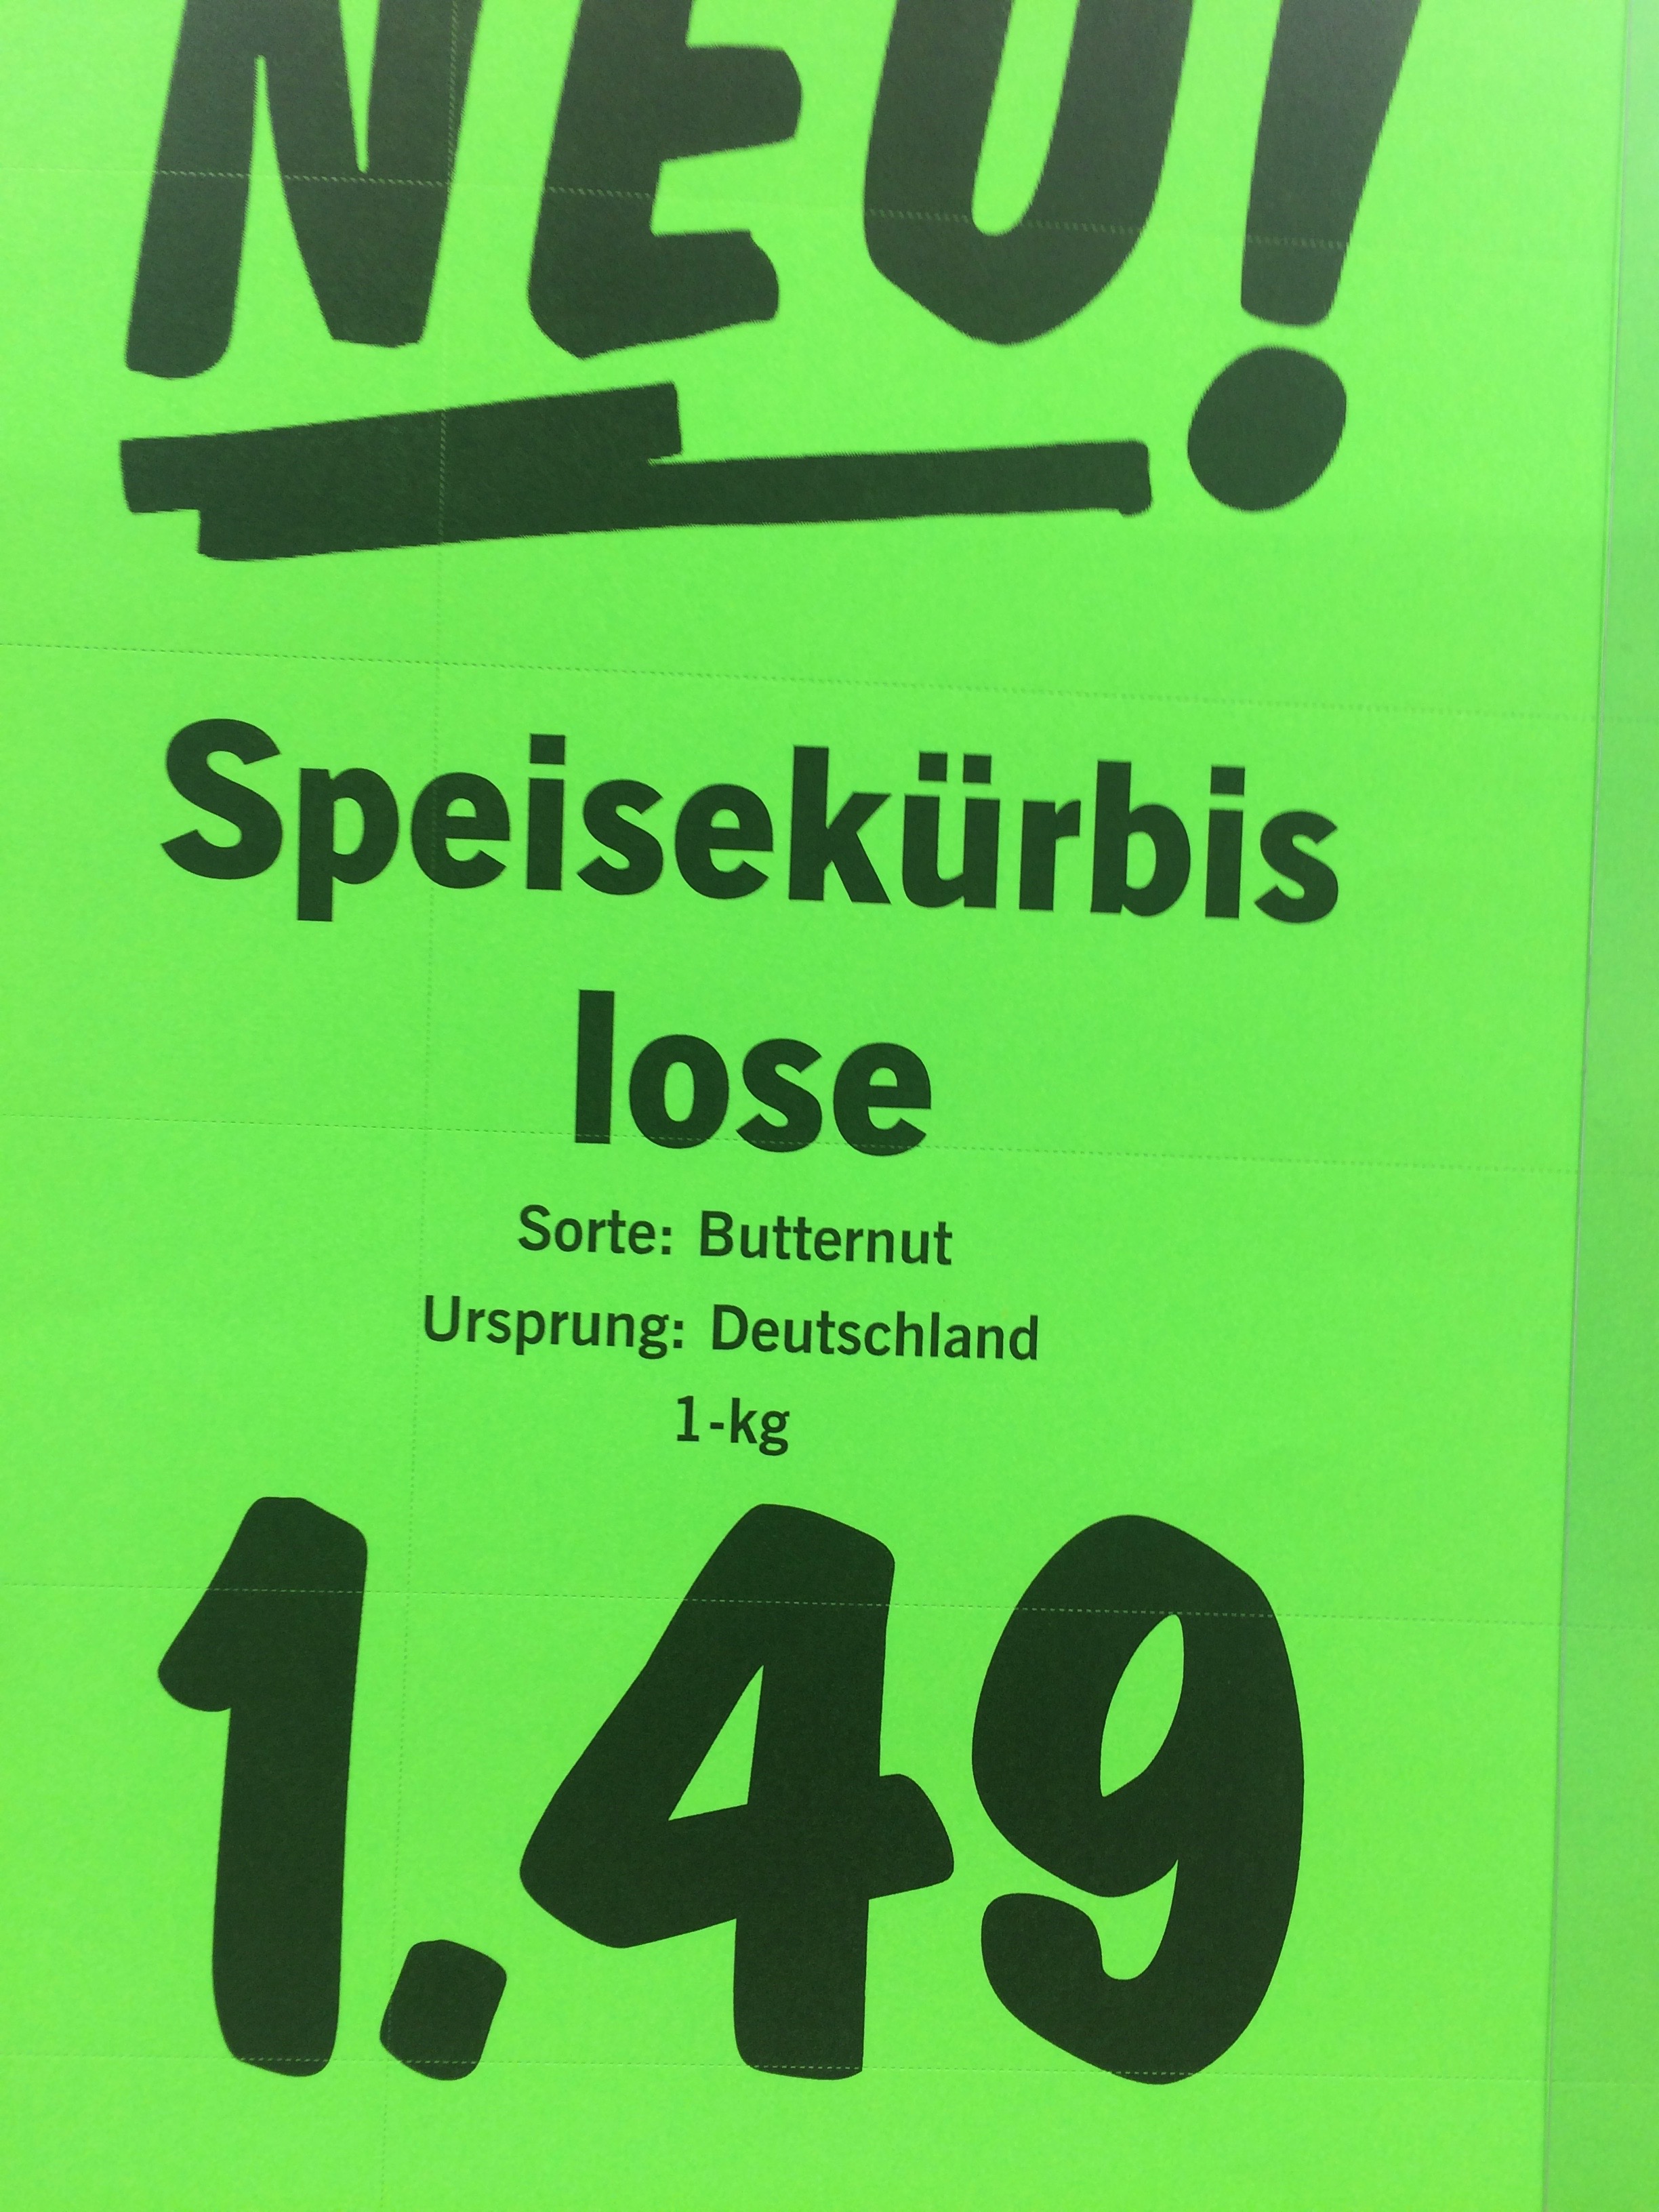 NEU!
Speisekürbis
lose
Sorte: Butternut
Ursprung: Deutschland
1-kg
1.49